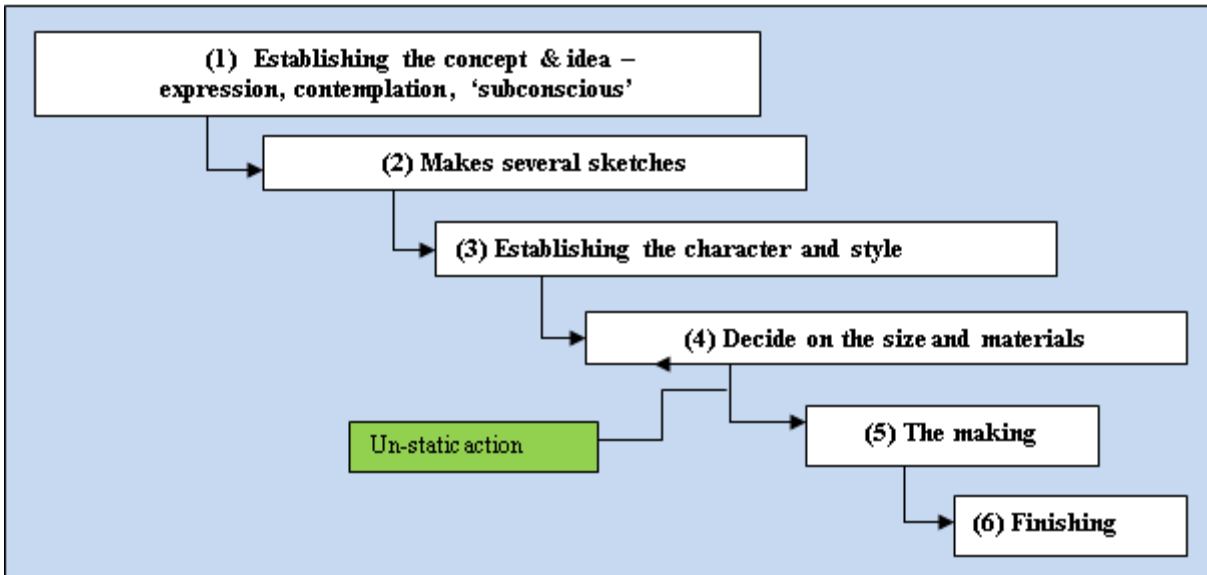 (1) Establishing the concept & idea –
expression, contemplation, ‘subconscious’
(2) Makes several sketches
(3) Establishing the character and style
(4) Decide on the size and materials
Un-static action
(5) The making
(6) Finishing